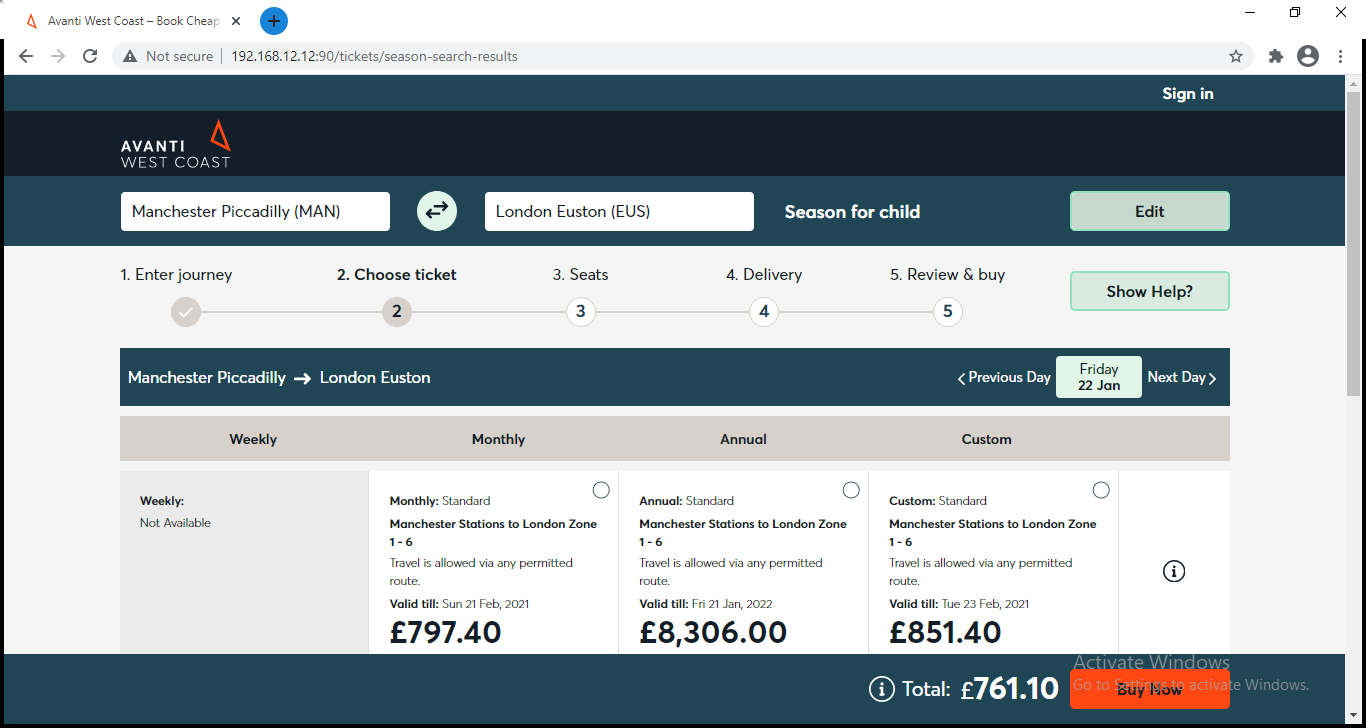 Avanti West Coast – Book Cheap
Not secure
192.168.12.12:90/tickets/season-search-results
Sign in
AVANTI
WEST COAST
Manchester Piccadilly (MAN)
London Euston (EUS)
Season for child
Edit
1. Enter journey
2. Choose ticket
3. Seats
4. Delivery
5. Review & buy
2
3
4
5
Show Help?
Manchester Piccadilly
London Euston
Previous Day
Friday
22 Jan
Next Day
Weekly
Monthly
Annual
Custom
Weekly:
Not Available
Monthly: Standard
Manchester Stations to London Zone
1 - 6
Travel is allowed via any permitted
route.
Valid till: Sun 21 Feb, 2021
£797.40
Annual: Standard
Manchester Stations to London Zone
1 - 6
Travel is allowed via any permitted
route.
Valid till: Fri 21 Jan, 2022
£8,306.00
Custom: Standard
Manchester Stations to London Zone
1 - 6
Travel is allowed via any permitted
route.
Valid till: Tue 23 Feb, 2021
£851.40
Total: £761.10
Buy Now
Activate Windows
Go to Settings to activate Windows.